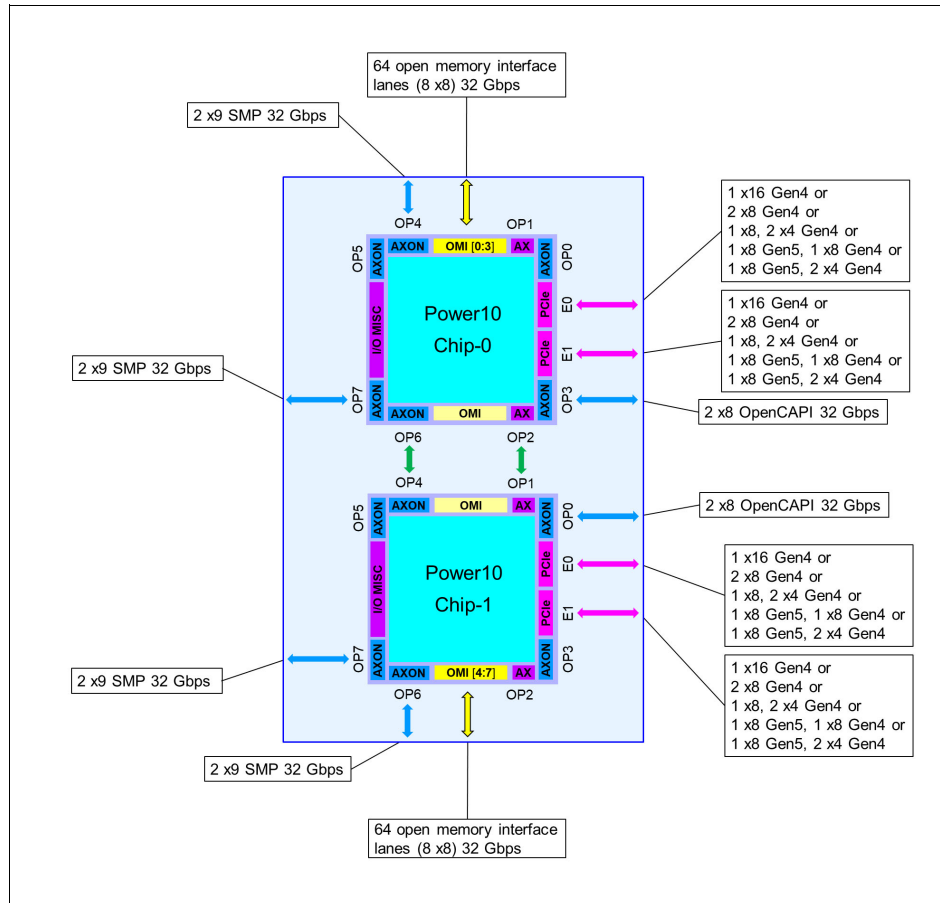 64 open memory interface
lanes (8 x8) 32 Gbps
2 x9 SMP 32 Gbps
1 x16 Gen4 or
2 x8 Gen4 or
1 x8, 2 x4 Gen4 or
1 x8 Gen5, 1 x8 Gen4 or
1 x8 Gen5, 2 x4 Gen4
OP4
OP1
OP5
AXON
AXON
OMI [0:3]
AX
AXON
OP0
I/O MISC
Power10
Chip-0
PCIe
E0
PCIe
E1
1 x16 Gen4 or
2 x8 Gen4 or
1 x8, 2 x4 Gen4 or
1 x8 Gen5, 1 x8 Gen4 or
1 x8 Gen5, 2 x4 Gen4
2 x9 SMP 32 Gbps
OP7
AXON
AXON
OMI
AX
AXON
OP3
2 x8 OpenCAPI 32 Gbps
OP6
OP2
OP4
OP1
OP5
AXON
AXON
OMI
AX
AXON
OP0
2 x8 OpenCAPI 32 Gbps
I/O MISC
Power10
Chip-1
PCIe
E0
PCIe
E1
1 x16 Gen4 or
2 x8 Gen4 or
1 x8, 2 x4 Gen4 or
1 x8 Gen5, 1 x8 Gen4 or
1 x8 Gen5, 2 x4 Gen4
2 x9 SMP 32 Gbps
OP7
AXON
AXON
OMI [4:7]
AX
AXON
OP3
OP6
OP2
1 x16 Gen4 or
2 x8 Gen4 or
1 x8, 2 x4 Gen4 or
1 x8 Gen5, 1 x8 Gen4 or
1 x8 Gen5, 2 x4 Gen4
2 x9 SMP 32 Gbps
64 open memory interface
lanes (8 x8) 32 Gbps